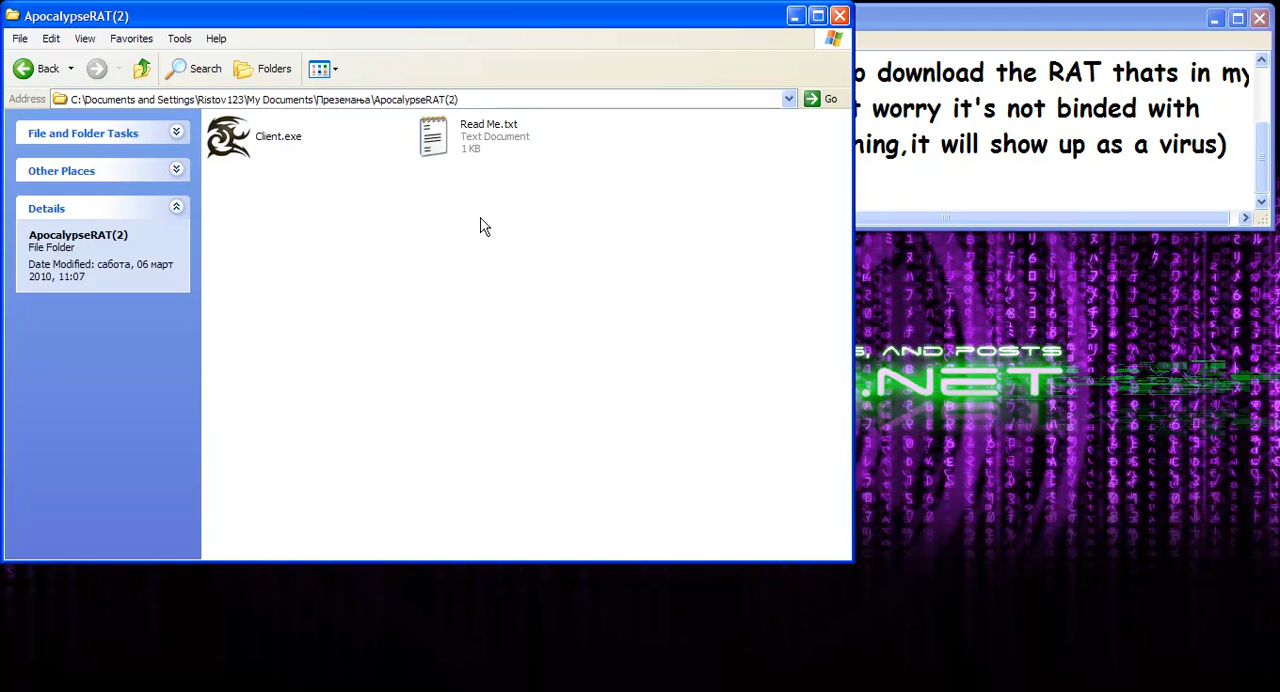 ApocalypseRAT(2)
File Edit View Favorites Tools Help
Back Search Folders
Address C:\Documents and Settings\Ristov123\My Documents\Преземања\ApocalypseRAT(2) Go
File and Folder Tasks
Other Places
Details
ApocalypseRAT(2)
File Folder
Date Modified: сабота, 06 март
2010, 11:07
Client.exe
Read Me.txt
Text Document
1 KB
o download the RAT thats in my
t worry it's not binded with
ning,it will show up as a virus)
S, AND POSTS
.NET